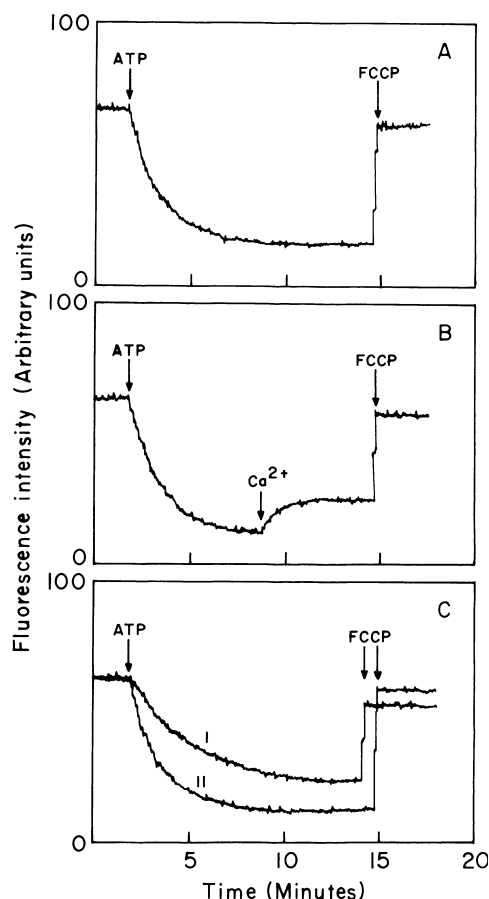 100
A
ATP
FCCP
0
100
B
ATP
FCCP
Ca2+
0
100
C
ATP
FCCP
I
II
0
5
10
15
20
Time (Minutes)
Fluorescence intensity (Arbitrary units)